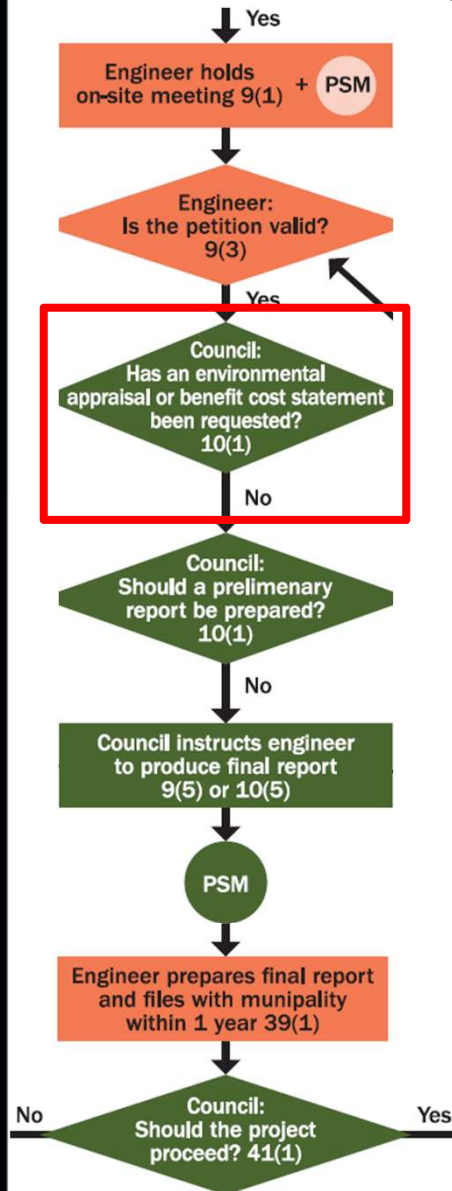 Yes
Engineer holds
on-site meeting 9(1) + PSM
Engineer:
Is the petition valid?
9(3)
Yes
Council:
Has an environmental
appraisal or benefit cost statement
been requested?
10(1)
No
Council:
Should a prelimenary
report be prepared?
10(1)
No
Council instructs engineer
to produce final report
9(5) or 10(5)
PSM
Engineer prepares final report
and files with munipality
within 1 year 39(1)
No
Council:
Should the project
proceed? 41(1)
Yes